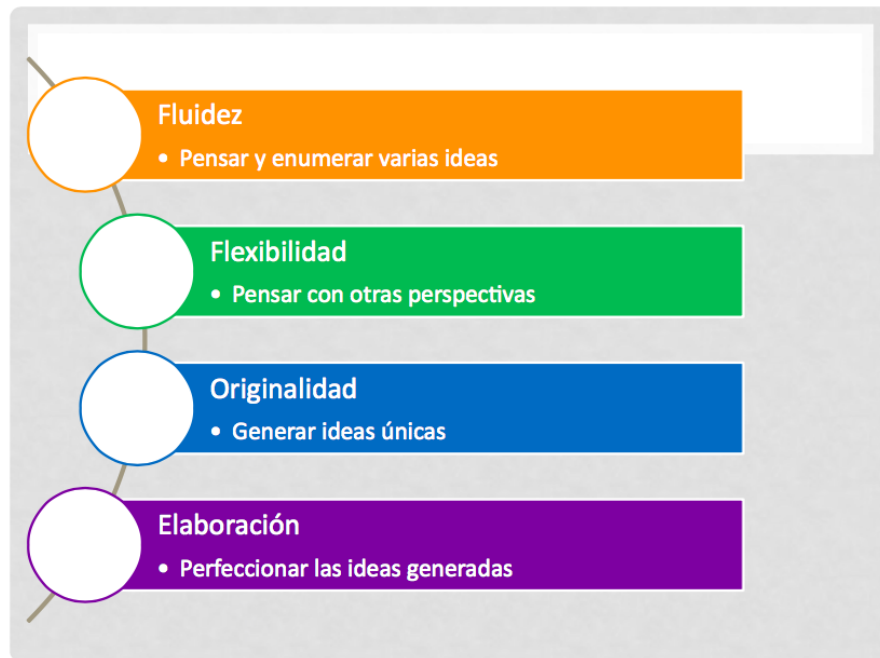 Fluidez
• Pensar y enumerar varias ideas
Flexibilidad
• Pensar con otras perspectivas
Originalidad
• Generar ideas únicas
Elaboración
• Perfeccionar las ideas generadas